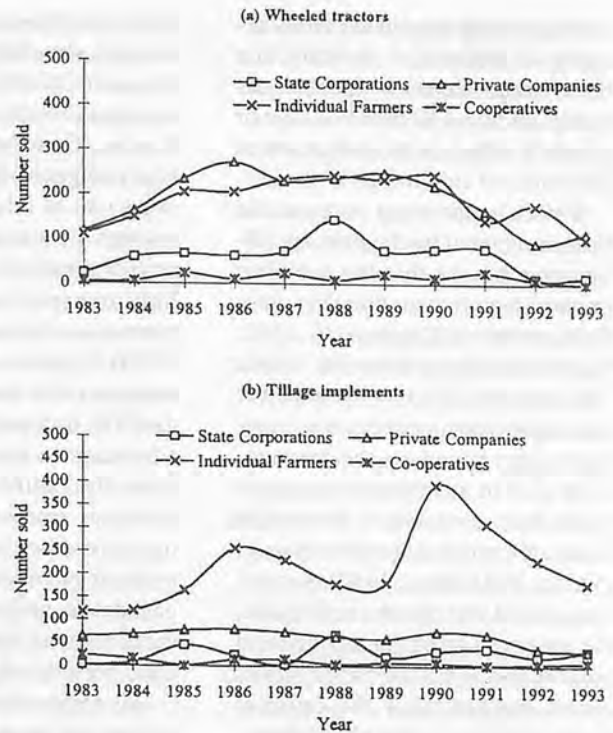 (a) Wheeled tractors
500
400
300
200
100
0
Number sold
State Corporations Private Companies
Individual Farmers Cooperatives
1983 1984 1985 1986 1987 1988 1989 1990 1991 1992 1993
Year
(b) Tillage implements
500
450
400
350
300
250
200
150
100
50
0
Number sold
State Corporations Private Companies
Individual Farmers Co-operatives
1983 1984 1985 1986 1987 1988 1989 1990 1991 1992 1993
Year